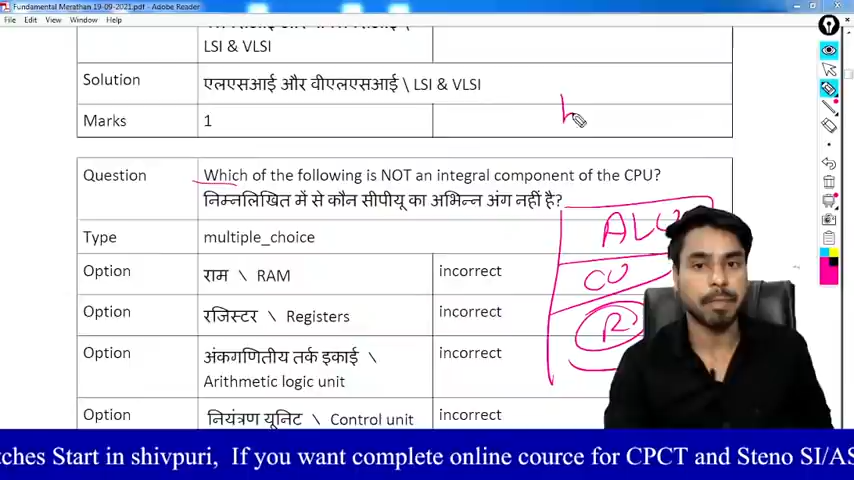 Fundamental Merathan 19-09-2021.pdf - Adobe Reader
File Edit View Window Help
LSI & VLSI
Solution
एलएसआई और वीएलएसआई \ LSI & VLSI
Marks
1
Question
Which of the following is NOT an integral component of the CPU?
निम्नलिखित में से कौन सीपीयू का अभिन्न अंग नहीं है?
Type
multiple_choice
Option
राम \ RAM
incorrect
Option
रजिस्टर \ Registers
incorrect
Option
अंकगणितीय तर्क इकाई \
Arithmetic logic unit
incorrect
Option
नियंत्रण यूनिट \ Control unit
incorrect
ALU
CU
R
tches Start in shivpuri, If you want complete online cource for CPCT and Steno SI/AS